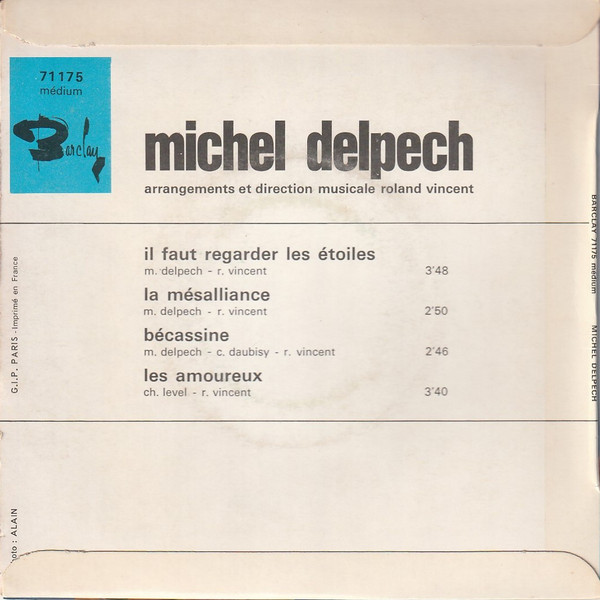 71175
médium
Barclay
michel delpech
arrangements et direction musicale roland vincent
il faut regarder les étoiles
m. delpech - r. vincent 3'48
la mésalliance
m. delpech - r. vincent 2'50
bécassine
m. delpech - c. daubisy - r. vincent 2'46
les amoureux
ch. level - r. vincent 3'40
G.I.P. PARIS - Imprimé en France
oto : ALAIN
BARCLAY 71175 médium
MICHEL DELPECH